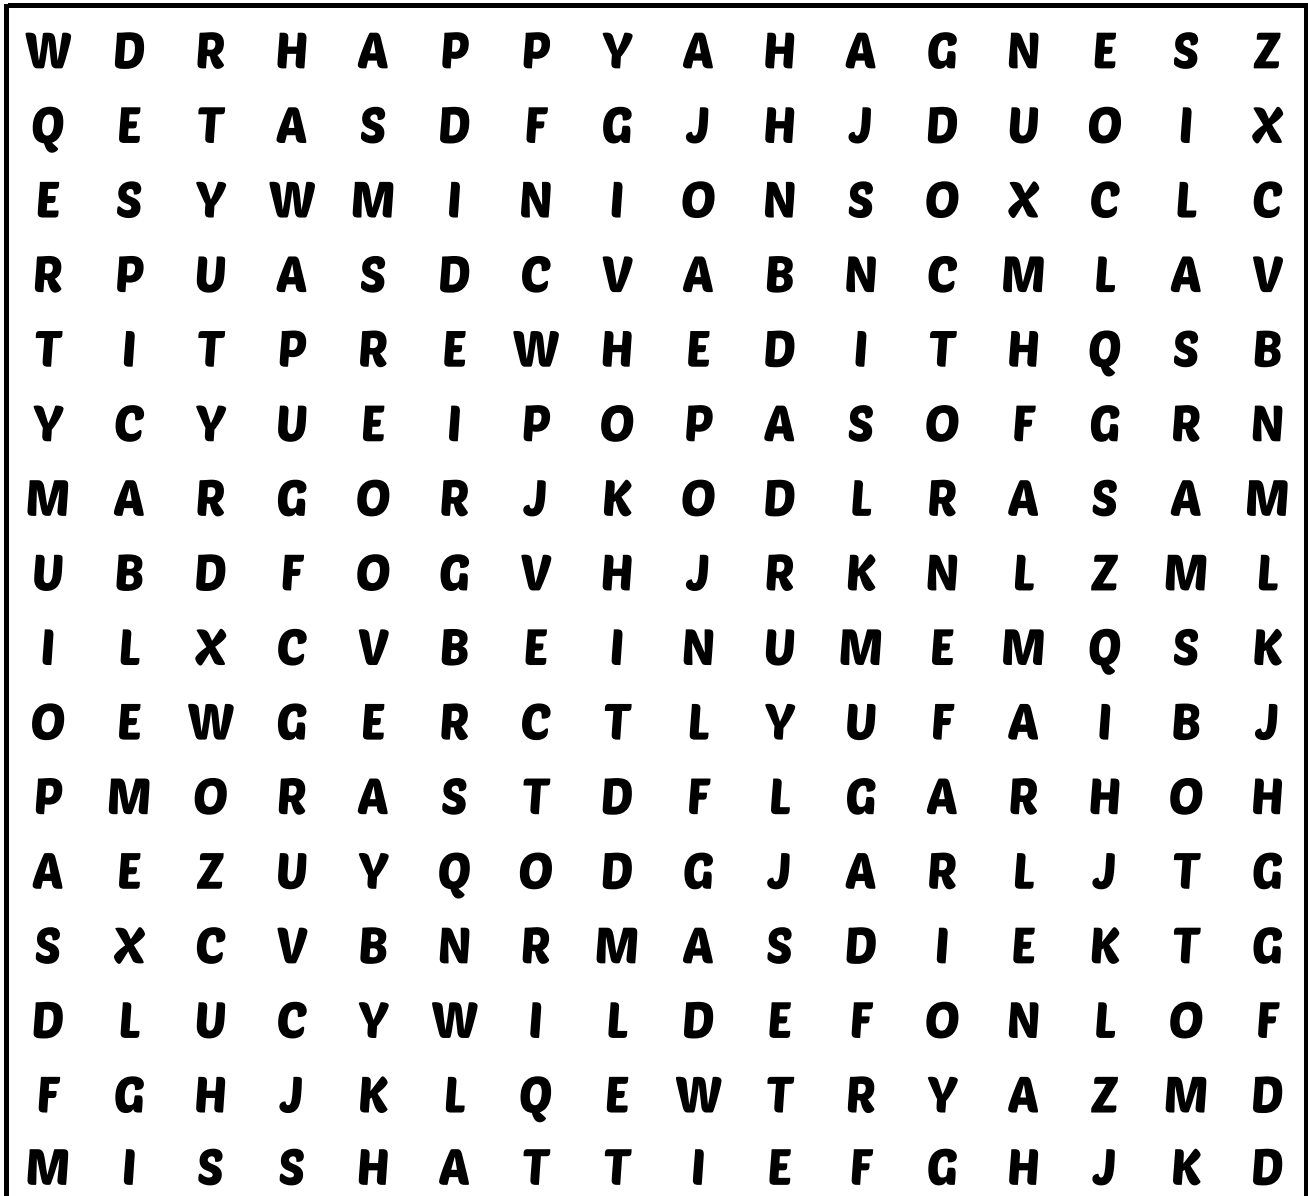 W D R H A P P Y A H A G N E S Z
Q E T A S D F G J H J D U O I X
E S Y W M I N I O N S O X C L C
R P U A S D C V A B N C M L A V
T I T P R E W H E D I T H Q S B
Y C Y U E I P O P A S O F G R N
M A R G O R J K O D L R A S A M
U B D F O G V H J R K N L Z M L
I L X C V B E I N U M E M Q S K
O E W G E R C T L Y U F A I B J
P M O R A S T D F L G A R H O H
A E Z U Y Q O D G J A R L J T G
S X C V B N R M A S D I E K T G
D L U C Y W I L D E F O N L O F
F G H J K L Q E W T R Y A Z M D
M I S S H A T T I E F G H J K D